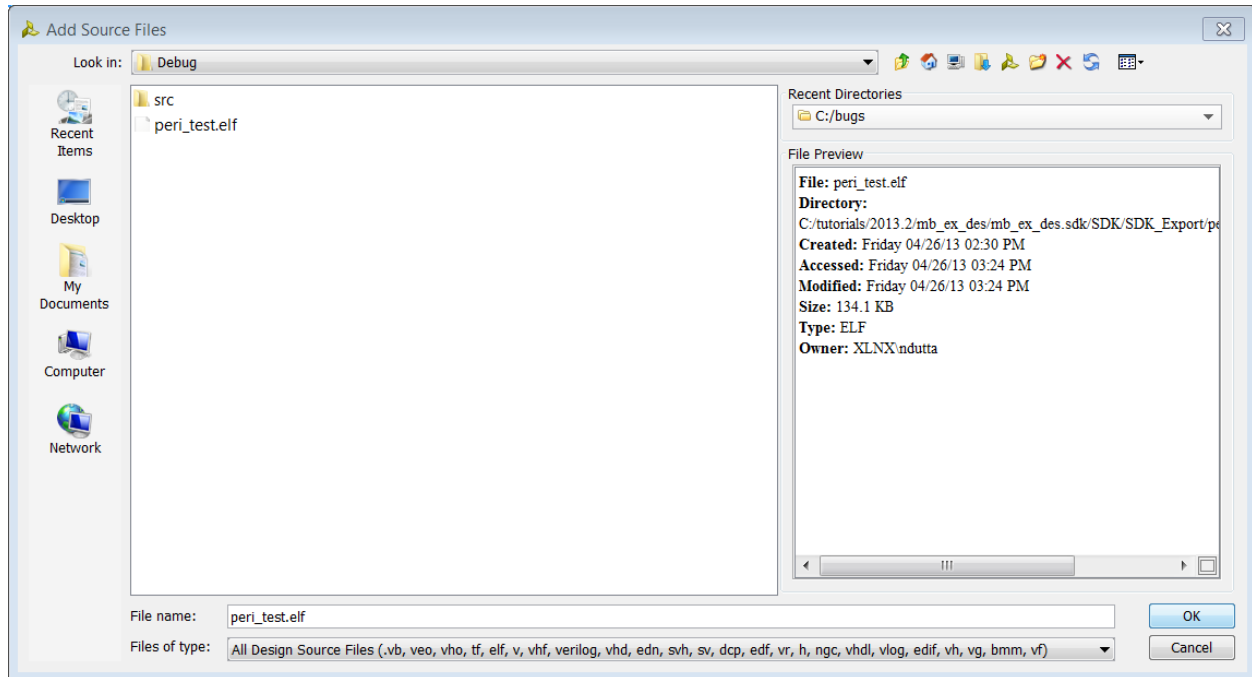 Add Source Files
Look in: Debug
Recent
Items
Desktop
My
Documents
Computer
Network
src
peri_test.elf
Recent Directories
C:/bugs
File Preview
File: peri_test.elf
Directory:
C:/tutorials/2013.2/mb_ex_des/mb_ex_des.sdk/SDK/SDK_Export/pe
Created: Friday 04/26/13 02:30 PM
Accessed: Friday 04/26/13 03:24 PM
Modified: Friday 04/26/13 03:24 PM
Size: 134.1 KB
Type: ELF
Owner: XLNX\ndutta
File name: peri_test.elf
OK
Files of type: All Design Source Files (.vb, veo, vho, tf, elf, v, vhf, verilog, vhd, edn, svh, sv, dcp, edf, vr, h, ngc, vhdl, vlog, edif, vh, vg, bmm, vf)
Cancel